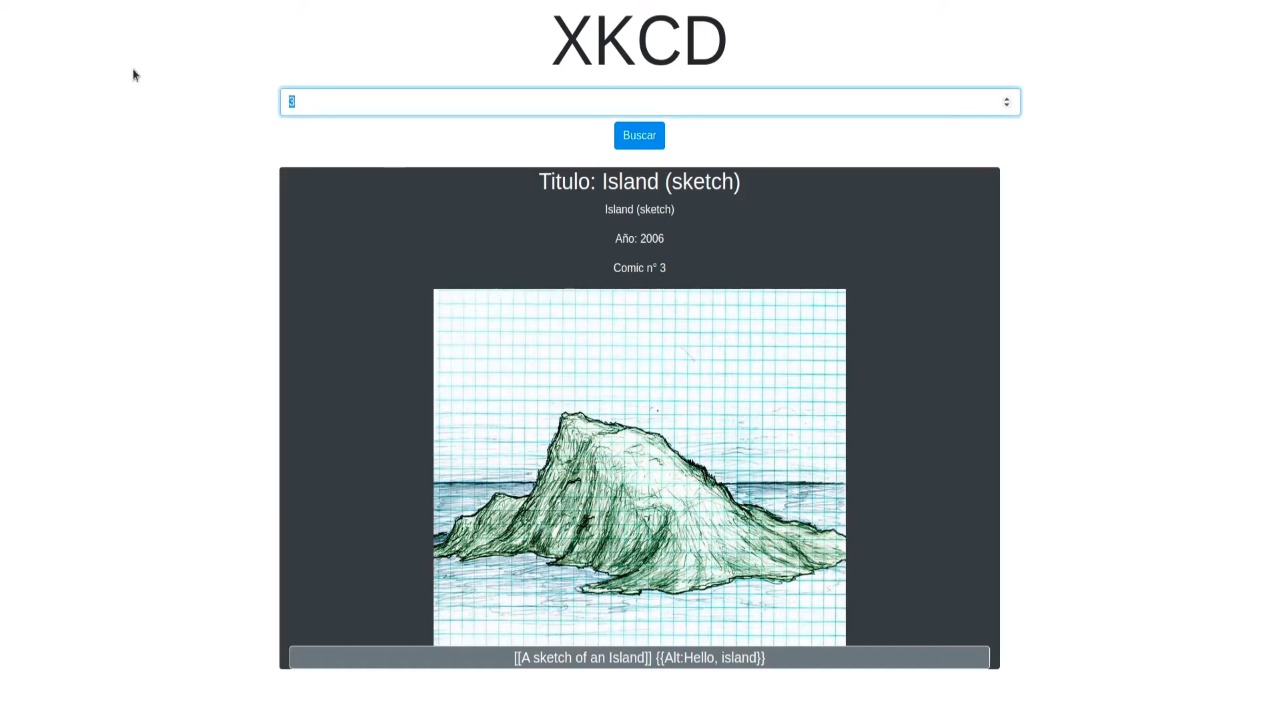 XKCD
3
Buscar
Titulo: Island (sketch)
Island (sketch)
Año: 2006
Comic n° 3
[[A sketch of an Island]] {{Alt:Hello, island}}